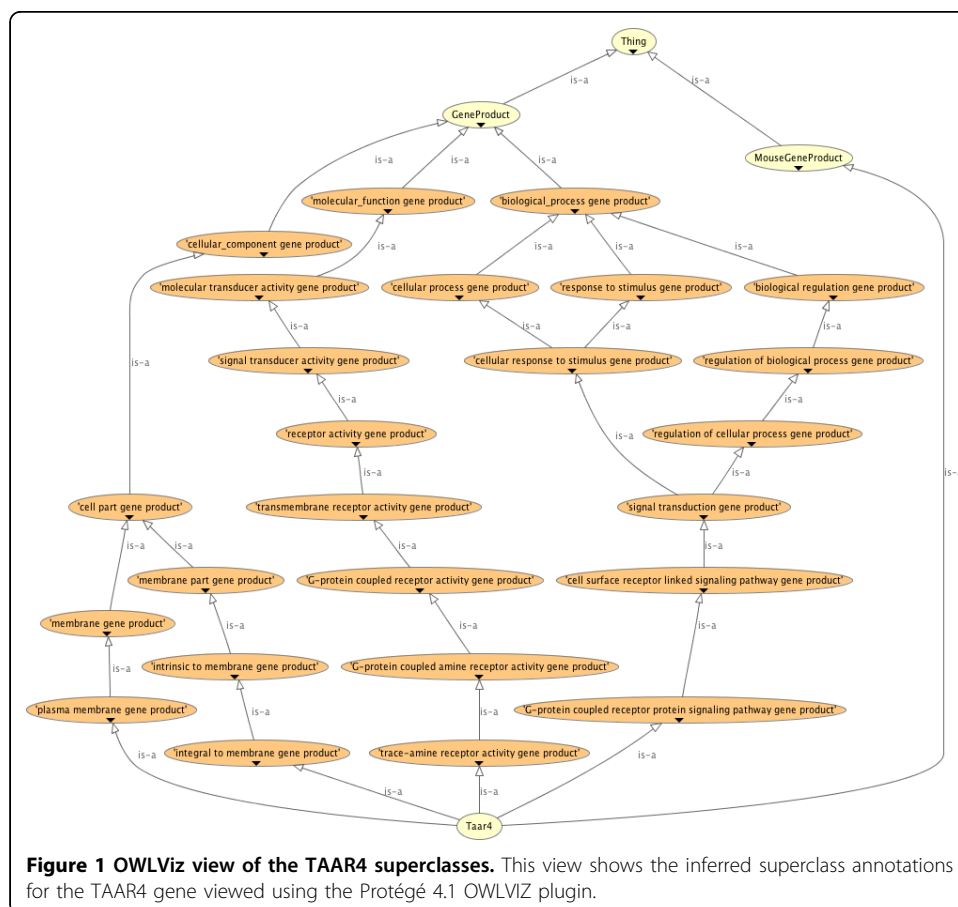 Thing
is-a
is-a
GeneProduct
MouseGeneProduct
is-a
is-a
is-a
'molecular_function gene product'
'biological_process gene product'
'cellular_component gene product'
is-a
is-a
is-a
is-a
'molecular transducer activity gene product'
'cellular process gene product'
'response to stimulus gene product'
'biological regulation gene product'
is-a
is-a
is-a
is-a
is-a
'signal transducer activity gene product'
'cellular response to stimulus gene product'
'regulation of biological process gene product'
is-a
is-a
'receptor activity gene product'
is-a
'regulation of cellular process gene product'
is-a
is-a
is-a
'cell part gene product'
'transmembrane receptor activity gene product'
'signal transduction gene product'
is-a
is-a
is-a
is-a
'membrane part gene product'
'G-protein coupled receptor activity gene product'
'cell surface receptor linked signaling pathway gene product'
'membrane gene product'
is-a
is-a
is-a
is-a
'intrinsic to membrane gene product'
'G-protein coupled amine receptor activity gene product'
'plasma membrane gene product'
is-a
is-a
'G-protein coupled receptor protein signaling pathway gene product'
'integral to membrane gene product'
'trace-amine receptor activity gene product'
is-a
is-a
is-a
is-a
Taar4
Figure 1 OWLViz view of the TAAR4 superclasses. This view shows the inferred superclass annotations
for the TAAR4 gene viewed using the Protégé 4.1 OWLVIZ plugin.